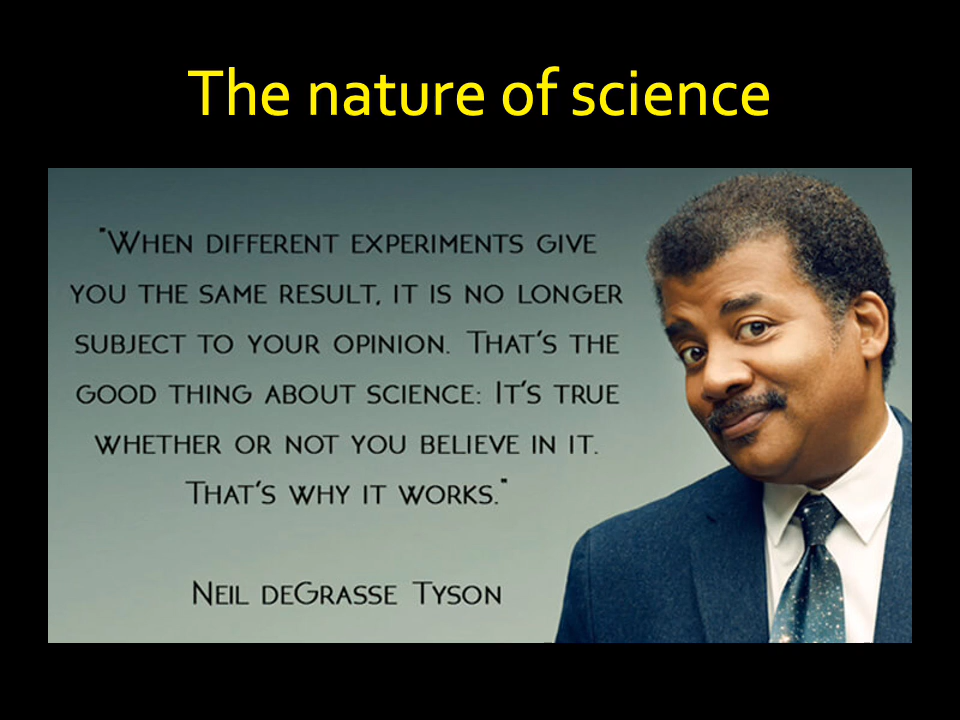 The nature of science
"When different experiments give
you the same result, it is no longer
subject to your opinion. That's the
good thing about science: It's true
whether or not you believe in it.
That's why it works."
Neil deGrasse Tyson